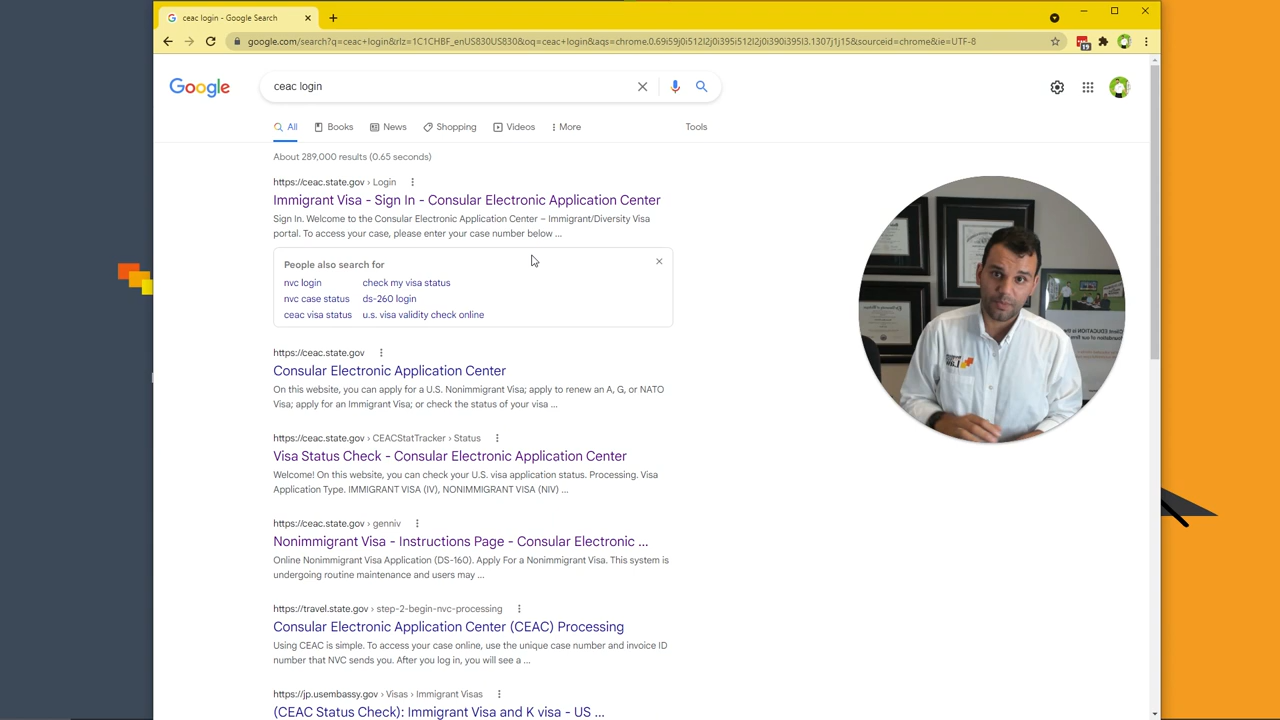 ceac login - Google Search
google.com/search?q=ceac+login&rlz=1C1CHBF_enUS830US830&oq=ceac+login&aqs=chrome.0.69i59j0i512l2j0i395i512l2j0i390i395l3.1307j1j15&sourceid=chrome&ie=UTF-8
19
Google
ceac login
All
Books
News
Shopping
Videos
More
Tools
About 289,000 results (0.65 seconds)
https://ceac.state.gov › Login
Immigrant Visa - Sign In - Consular Electronic Application Center
Sign In. Welcome to the Consular Electronic Application Center – Immigrant/Diversity Visa
portal. To access your case, please enter your case number below ...
People also search for
nvc login check my visa status
nvc case status ds-260 login
ceac visa status u.s. visa validity check online
https://ceac.state.gov
Consular Electronic Application Center
On this website, you can apply for a U.S. Nonimmigrant Visa; apply to renew an A, G, or NATO
Visa; apply for an Immigrant Visa; or check the status of your visa ...
https://ceac.state.gov › CEACStatTracker › Status
Visa Status Check - Consular Electronic Application Center
Welcome! On this website, you can check your U.S. visa application status. Processing. Visa
Application Type. IMMIGRANT VISA (IV), NONIMMIGRANT VISA (NIV) ...
https://ceac.state.gov › genniv
Nonimmigrant Visa - Instructions Page - Consular Electronic ...
Online Nonimmigrant Visa Application (DS-160). Apply For a Nonimmigrant Visa. This system is
undergoing routine maintenance and users may ...
https://travel.state.gov › step-2-begin-nvc-processing
Consular Electronic Application Center (CEAC) Processing
Using CEAC is simple. To access your case online, use the unique case number and invoice ID
number that NVC sends you. After you log in, you will see a ...
https://jp.usembassy.gov › Visas › Immigrant Visas
(CEAC Status Check): Immigrant Visa and K visa - US ...